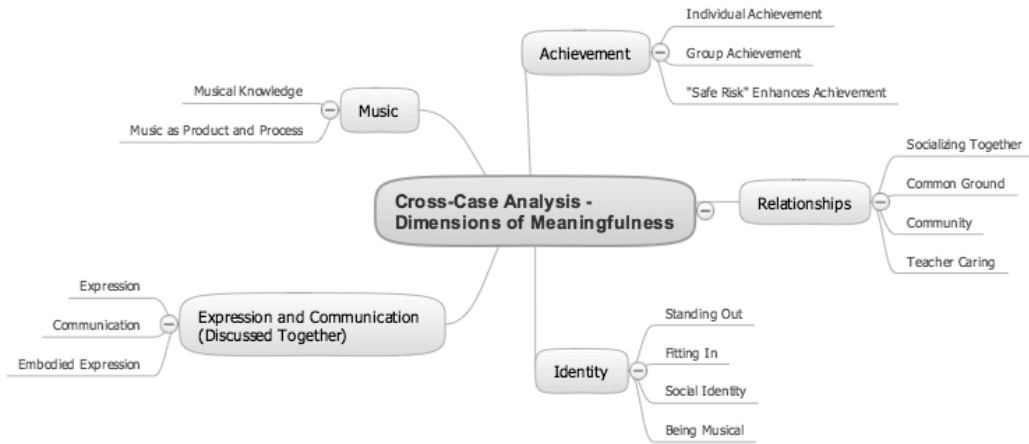 Cross-Case Analysis -
Dimensions of Meaningfulness
Achievement
Individual Achievement
Group Achievement
"Safe Risk" Enhances Achievement
Relationships
Socializing Together
Common Ground
Community
Teacher Caring
Identity
Standing Out
Fitting In
Social Identity
Being Musical
Expression and Communication
(Discussed Together)
Expression
Communication
Embodied Expression
Music
Musical Knowledge
Music as Product and Process